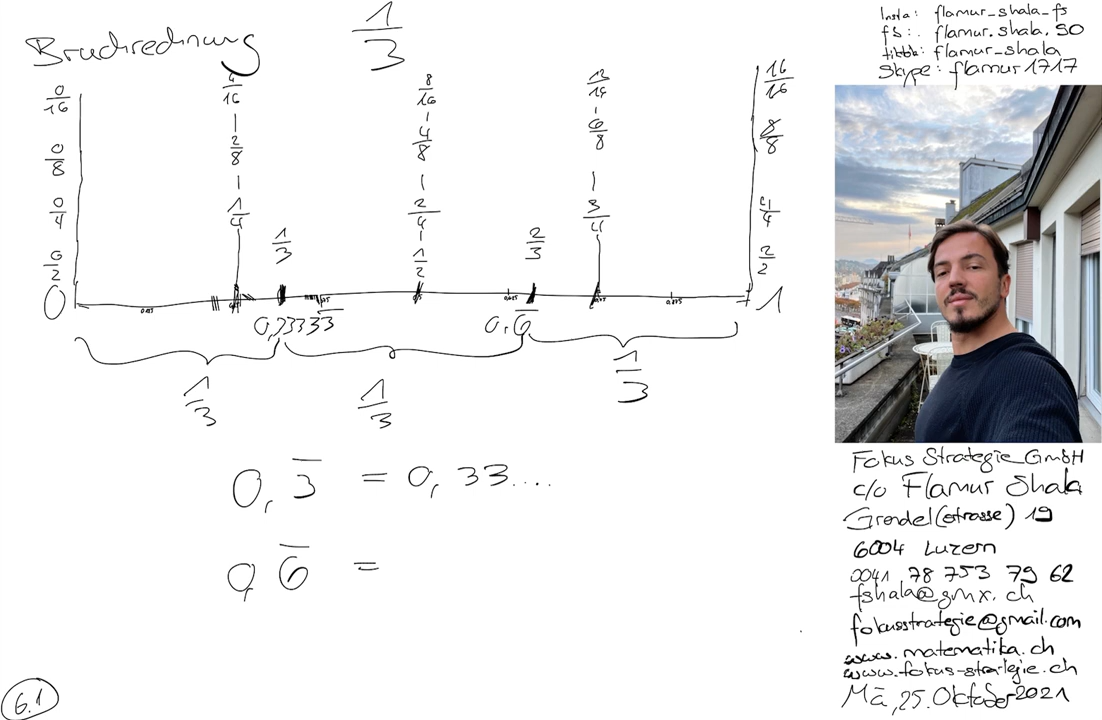 Bruchrechnung
1/3
0/16 4/16 8/16 12/16 16/16
0/8 2/8 4/8 6/8 8/8
0/4 1/4 2/4 3/4 4/4
1/3 2/3
0/2 1/2 2/2
0 1
0,33333 0,6̅
1/3 1/3 1/3
0,3̅ = 0,33....
0,6̅ =
6.1
Insta: flamur_shala_fs
fs:. flamur.shala.90
tiktok: flamur_shala
Skype: flamur1717
Fokus Strategie GmbH
c/o Flamur Shala
Grendel(strasse) 19
6004 Luzern
0041 78 753 79 62
fshala@gmx.ch
fokusstrategie@gmail.com
www.matematika.ch
www.fokus-strategie.ch
Mà, 25.Oktober 2021